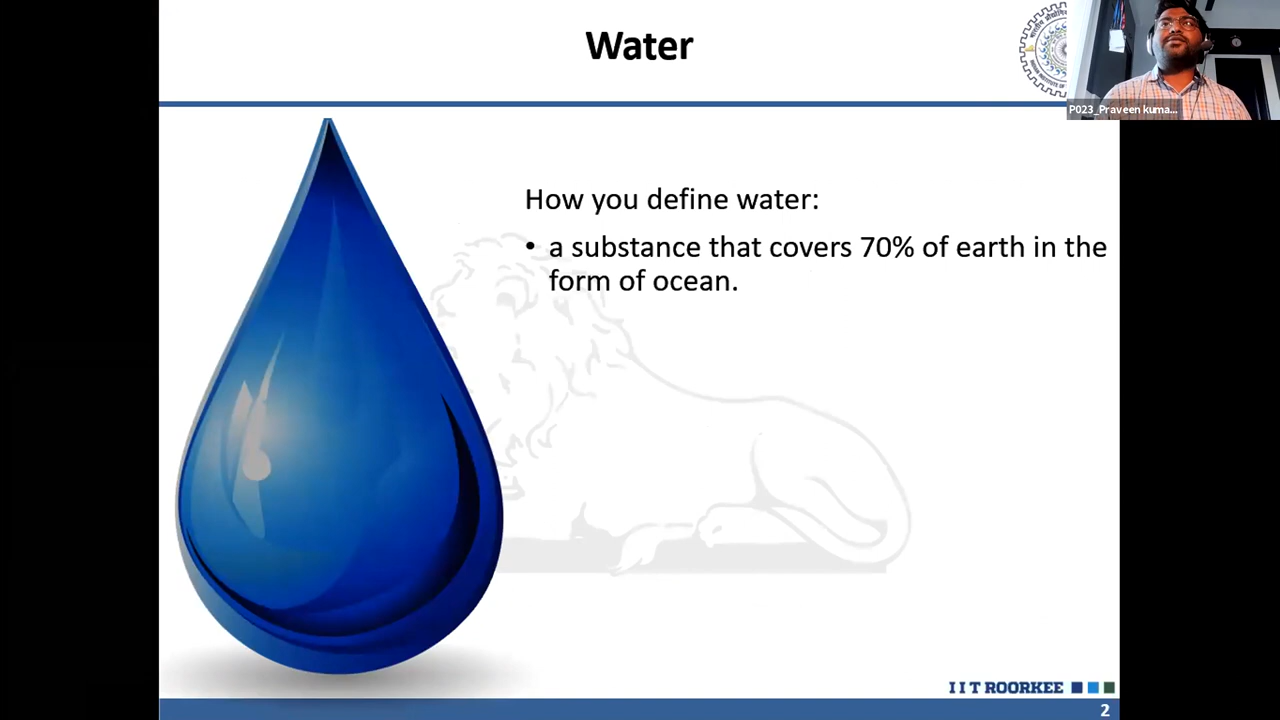 Water
P023_Praveen kuma...
How you define water:
• a substance that covers 70% of earth in the
form of ocean.
I I T ROORKEE
2